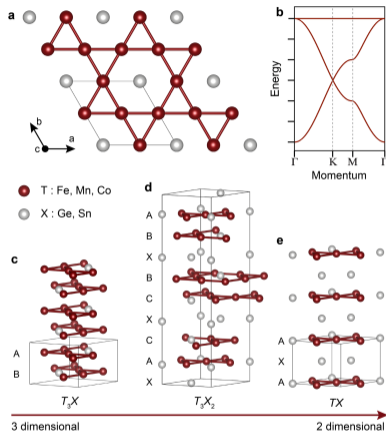 a
b
c
a
b
Energy
Γ K M Γ
Momentum
T : Fe, Mn, Co
X : Ge, Sn
c
A
B
T₃X
d
A
B
X
B
C
X
C
A
X
T₃X₂
e
A
X
A
TX
3 dimensional
2 dimensional